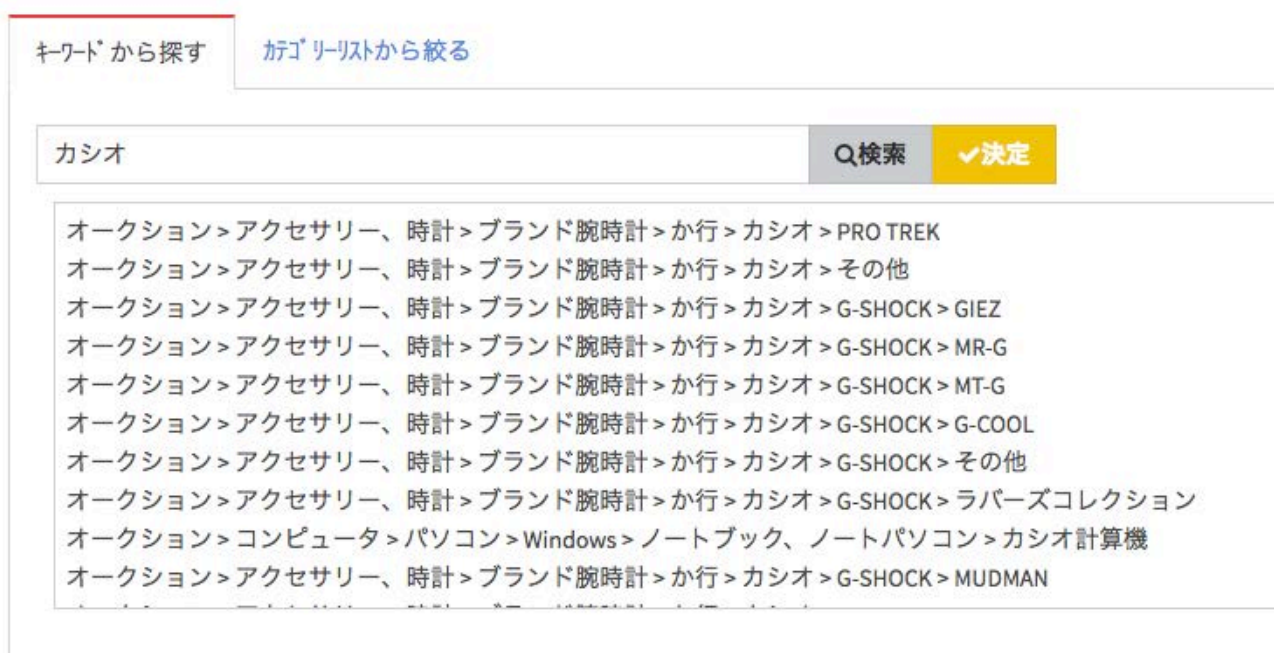 ｷｰﾜｰﾄﾞから探す
ｶﾃｺﾞﾘｰﾘｽﾄから絞る
カシオ
検索
決定
オークション > アクセサリー、時計 > ブランド腕時計 > か行 > カシオ > PRO TREK
オークション > アクセサリー、時計 > ブランド腕時計 > か行 > カシオ > その他
オークション > アクセサリー、時計 > ブランド腕時計 > か行 > カシオ > G-SHOCK > GIEZ
オークション > アクセサリー、時計 > ブランド腕時計 > か行 > カシオ > G-SHOCK > MR-G
オークション > アクセサリー、時計 > ブランド腕時計 > か行 > カシオ > G-SHOCK > MT-G
オークション > アクセサリー、時計 > ブランド腕時計 > か行 > カシオ > G-SHOCK > G-COOL
オークション > アクセサリー、時計 > ブランド腕時計 > か行 > カシオ > G-SHOCK > その他
オークション > アクセサリー、時計 > ブランド腕時計 > か行 > カシオ > G-SHOCK > ラバーズコレクション
オークション > コンピュータ > パソコン > Windows > ノートブック、ノートパソコン > カシオ計算機
オークション > アクセサリー、時計 > ブランド腕時計 > か行 > カシオ > G-SHOCK > MUDMAN